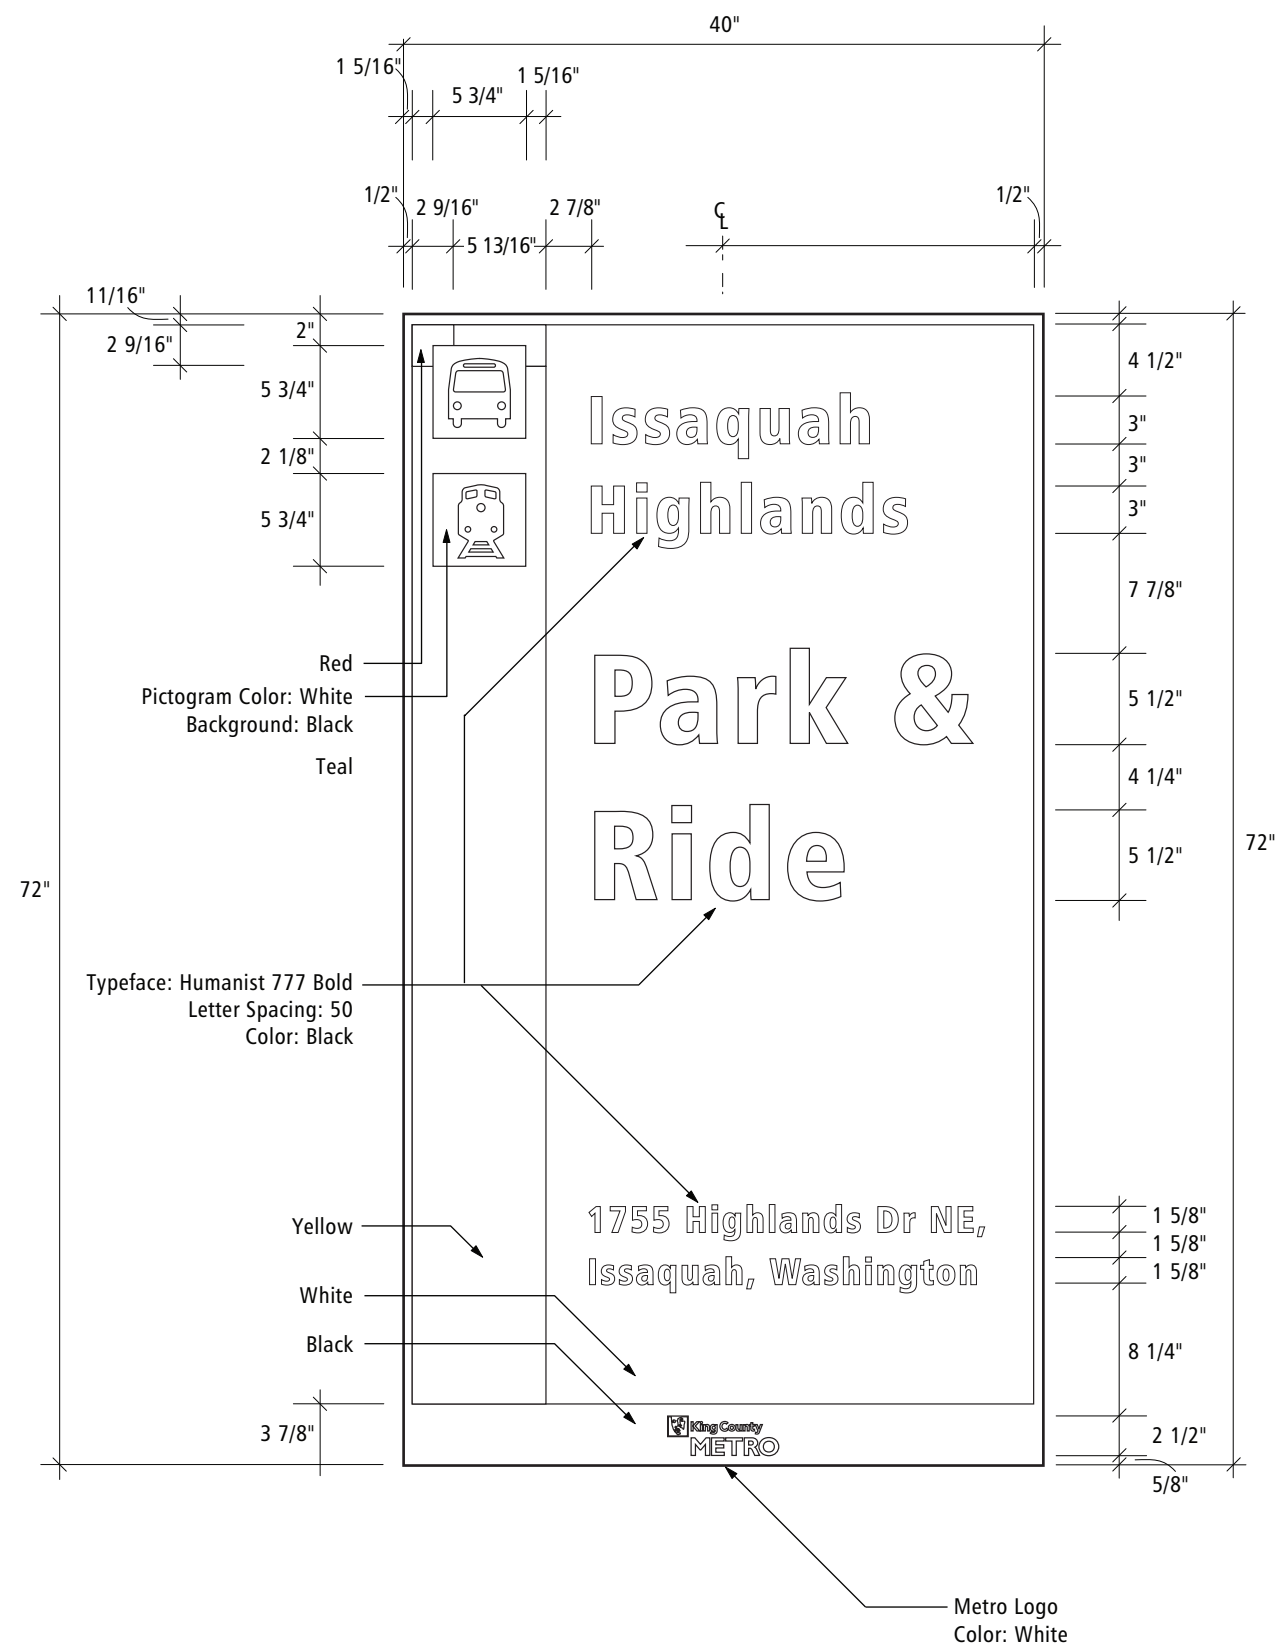 40"
1 5/16"
1 5/16"
5 3/4"
1/2"
2 9/16"
2 7/8"
CL
1/2"
5 13/16"
11/16"
2"
2 9/16"
4 1/2"
5 3/4"
Issaquah
3"
2 1/8"
3"
Highlands
3"
5 3/4"
7 7/8"
Red
Park &
5 1/2"
Pictogram Color: White
Background: Black
Teal
4 1/4"
Ride
5 1/2"
72"
72"
Typeface: Humanist 777 Bold
Letter Spacing: 50
Color: Black
1755 Highlands Dr NE,
1 5/8"
Yellow
1 5/8"
Issaquah, Washington
1 5/8"
White
Black
8 1/4"
3 7/8"
King County
METRO
2 1/2"
5/8"
Metro Logo
Color: White